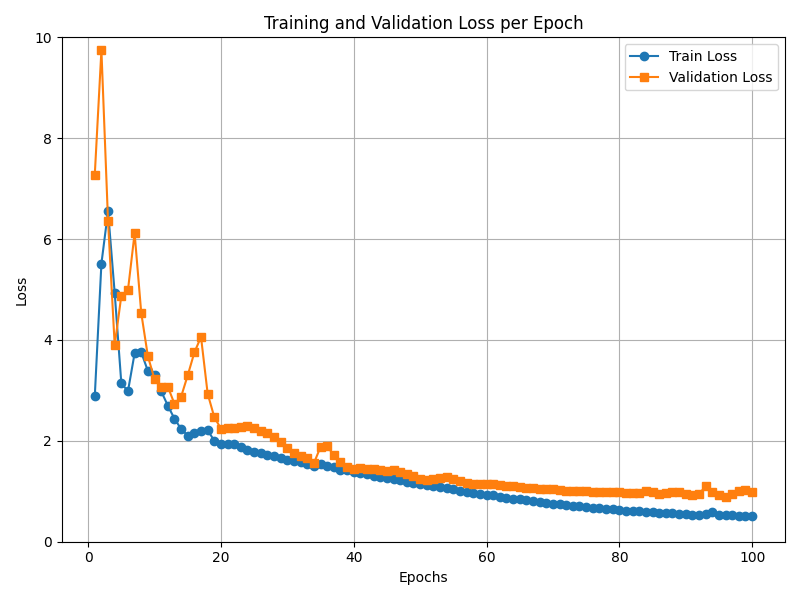 Training and Validation Loss per Epoch
Train Loss
Validation Loss
10
8
6
4
2
0
Loss
0 20 40 60 80 100
Epochs